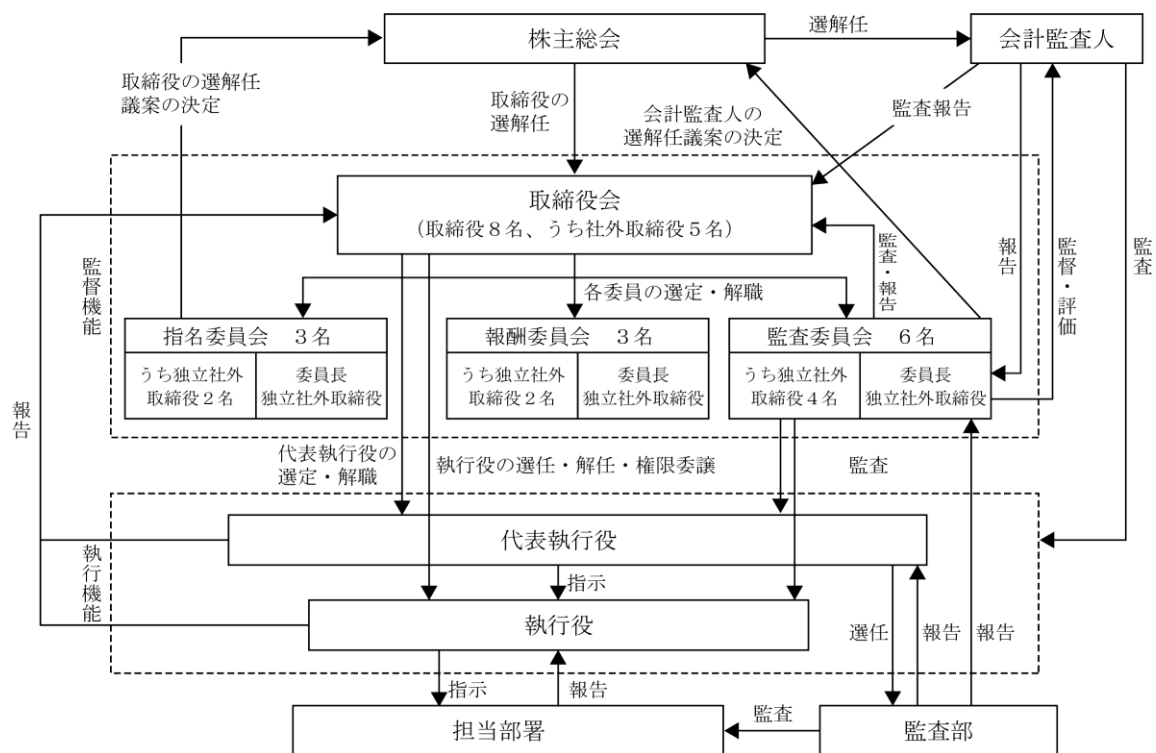 株主総会
選解任
会計監査人
取締役の選解任
議案の決定
取締役の
選解任
会計監査人の
選解任議案の決定
監査報告
取締役会
（取締役８名、うち社外取締役５名）
監督機能
監査・報告
報告
監督・評価
監査
各委員の選定・解職
指名委員会　３名
うち独立社外
取締役２名
委員長
独立社外取締役
報酬委員会　３名
うち独立社外
取締役２名
委員長
独立社外取締役
監査委員会　６名
うち独立社外
取締役４名
委員長
独立社外取締役
報告
代表執行役の
選定・解職
執行役の選任・解任・権限委譲
監査
代表執行役
執行機能
指示
執行役
選任
報告
報告
指示
報告
担当部署
監査
監査部